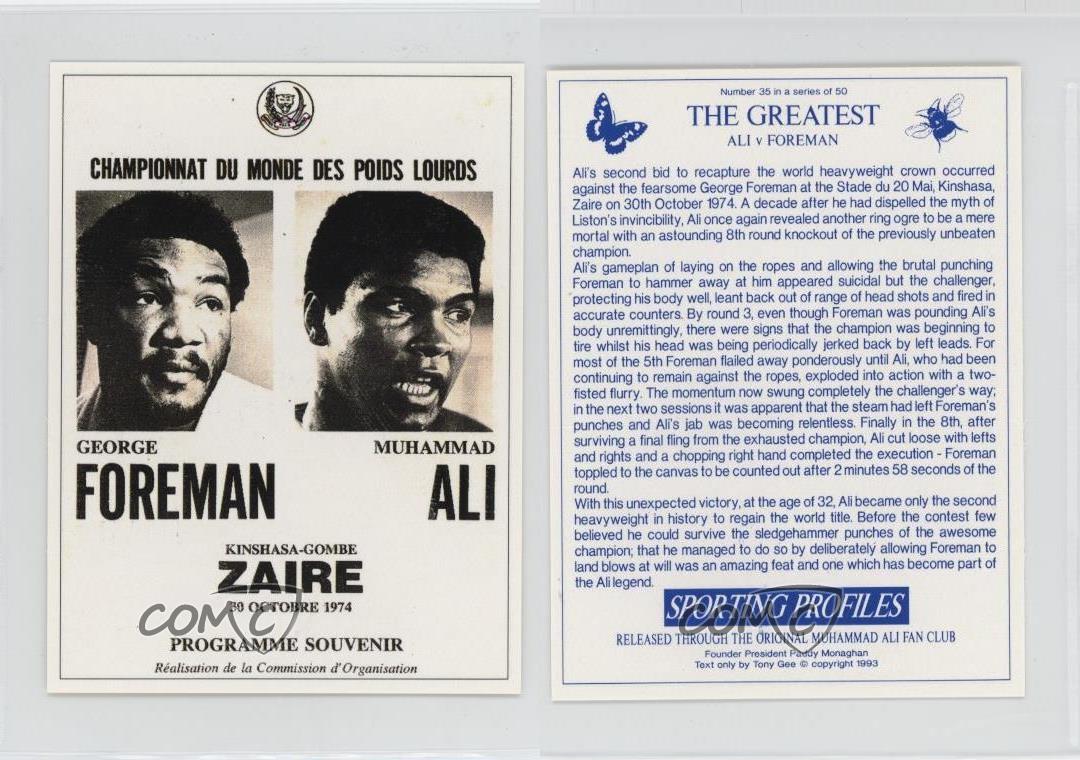 CHAMPIONNAT DU MONDE DES POIDS LOURDS
GEORGE
FOREMAN
MUHAMMAD
ALI
KINSHASA-GOMBE
ZAIRE
30 OCTOBRE 1974
COMC
PROGRAMME SOUVENIR
Réalisation de la Commission d'Organisation
Number 35 in a series of 50
THE GREATEST
ALI v FOREMAN
Ali's second bid to recapture the world heavyweight crown occurred
against the fearsome George Foreman at the Stade du 20 Mai, Kinshasa,
Zaire on 30th October 1974. A decade after he had dispelled the myth of
Liston's invincibility, Ali once again revealed another ring ogre to be a mere
mortal with an astounding 8th round knockout of the previously unbeaten
champion.
Ali's gameplan of laying on the ropes and allowing the brutal punching
Foreman to hammer away at him appeared suicidal but the challenger,
protecting his body well, leant back out of range of head shots and fired in
accurate counters. By round 3, even though Foreman was pounding Ali's
body unremittingly, there were signs that the champion was beginning to
tire whilst his head was being periodically jerked back by left leads. For
most of the 5th Foreman flailed away ponderously until Ali, who had been
continuing to remain against the ropes, exploded into action with a two-
fisted flurry. The momentum now swung completely the challenger's way;
in the next two sessions it was apparent that the steam had left Foreman's
punches and Ali's jab was becoming relentless. Finally in the 8th, after
surviving a final fling from the exhausted champion, Ali cut loose with lefts
and rights and a chopping right hand completed the execution - Foreman
toppled to the canvas to be counted out after 2 minutes 58 seconds of the
round.
With this unexpected victory, at the age of 32, Ali became only the second
heavyweight in history to regain the world title. Before the contest few
believed he could survive the sledgehammer punches of the awesome
champion; that he managed to do so by deliberately allowing Foreman to
land blows at will was an amazing feat and one which has become part of
the Ali legend.
SPORTING PROFILES
COMC
RELEASED THROUGH THE ORIGINAL MUHAMMAD ALI FAN CLUB
Founder President Paddy Monaghan
Text only by Tony Gee © copyright 1993